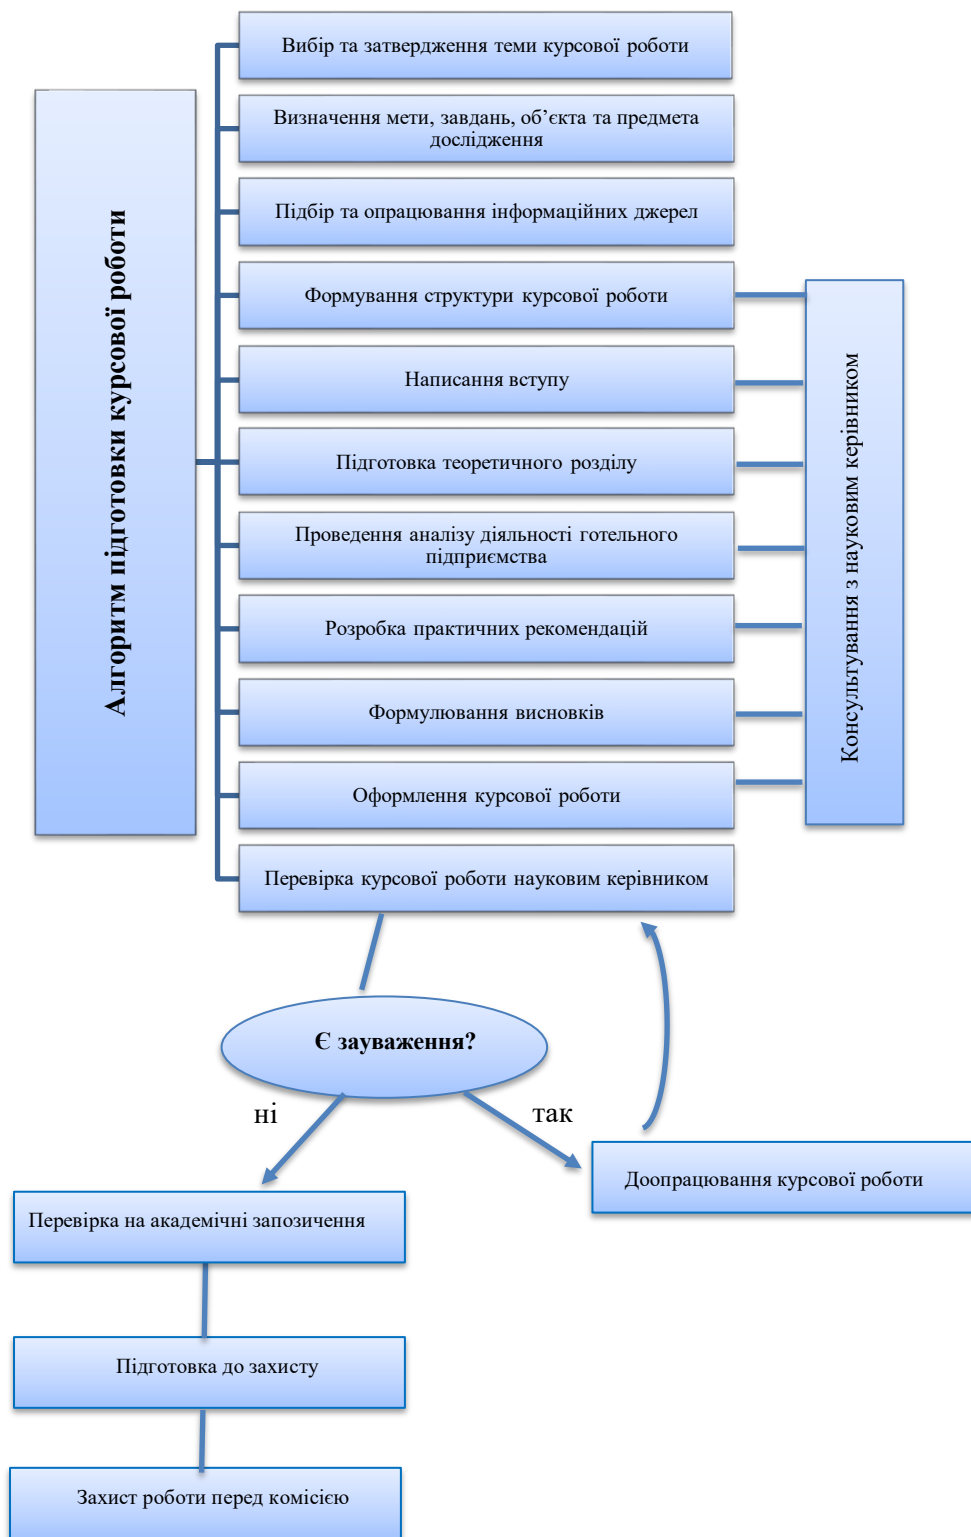 Алгоритм підготовки курсової роботи
Вибір та затвердження теми курсової роботи
Визначення мети, завдань, об’єкта та предмета
дослідження
Підбір та опрацювання інформаційних джерел
Формування структури курсової роботи
Написання вступу
Підготовка теоретичного розділу
Проведення аналізу діяльності готельного
підприємства
Розробка практичних рекомендацій
Формулювання висновків
Оформлення курсової роботи
Перевірка курсової роботи науковим керівником
Консультування з науковим керівником
Є зауваження?
ні
так
Доопрацювання курсової роботи
Перевірка на академічні запозичення
Підготовка до захисту
Захист роботи перед комісією